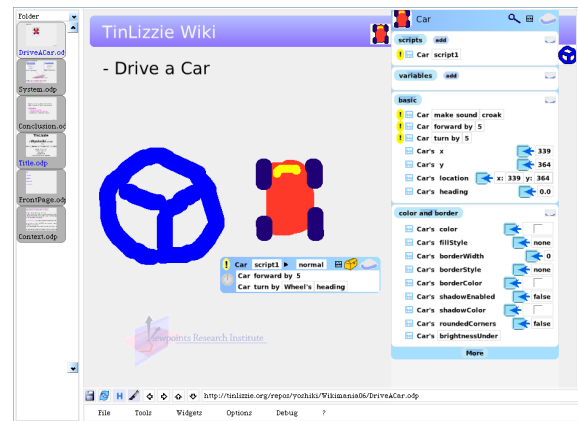 Folder
DriveACar.od
System.odp
Conclusion.od
Title.odp
FrontPage.od
Context.odp
TinLizzie Wiki
- Drive a Car
Car script1 normal
Car forward by 5
Car turn by Wheel's heading
Viewpoints Research Institute
Car
scripts add
Car script1
variables add
basic
Car make sound croak
Car forward by 5
Car turn by 5
Car's x 339
Car's y 364
Car's location x: 339 y: 364
Car's heading 0.0
color and border
Car's color
Car's fillStyle none
Car's borderWidth 0
Car's borderStyle none
Car's borderColor
Car's shadowEnabled false
Car's shadowColor
Car's roundedCorners false
Car's brightnessUnder
More
H http://tinlizzie.org/repos/yoshiki/Wikimania06/DriveACar.odp
File Tools Widgets Options Debug ?